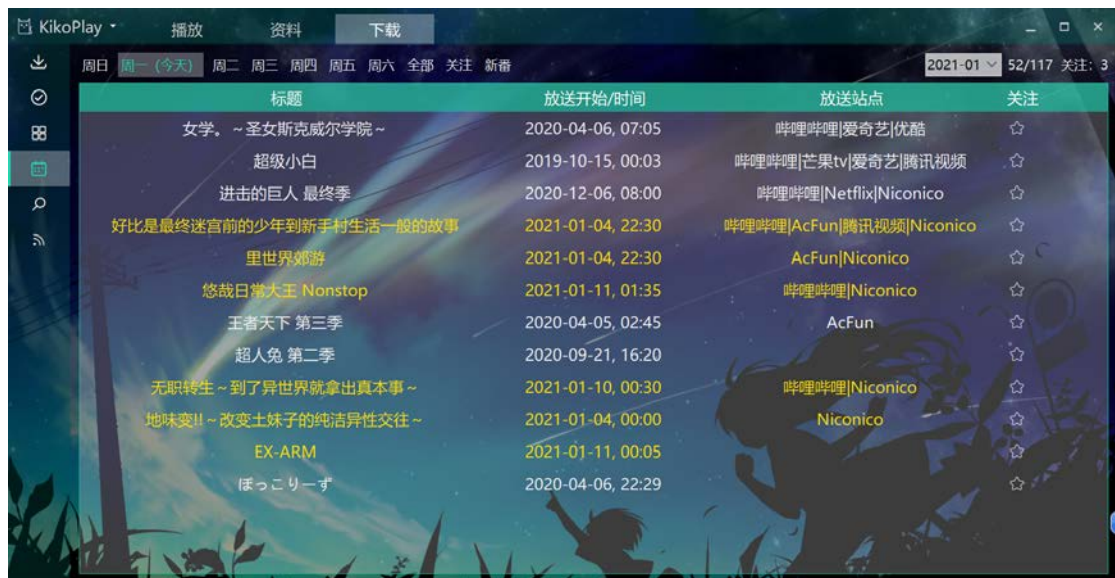 KikoPlay 播放 资料 下载
周日 周一 (今天) 周二 周三 周四 周五 周六 全部 关注 新番 2021-01 52/117 关注: 3
标题 放送开始/时间 放送站点 关注
女学。~圣女斯克威尔学院~ 2020-04-06, 07:05 哔哩哔哩|爱奇艺|优酷
超级小白 2019-10-15, 00:03 哔哩哔哩|芒果tv|爱奇艺|腾讯视频
进击的巨人 最终季 2020-12-06, 08:00 哔哩哔哩|Netflix|Niconico
好比是最终迷宫前的少年到新手村生活一般的故事 2021-01-04, 22:30 哔哩哔哩|AcFun|腾讯视频|Niconico
里世界郊游 2021-01-04, 22:30 AcFun|Niconico
悠哉日常大王 Nonstop 2021-01-11, 01:35 哔哩哔哩|Niconico
王者天下 第三季 2020-04-05, 02:45 AcFun
超人兔 第二季 2020-09-21, 16:20
无职转生~到了异世界就拿出真本事~ 2021-01-10, 00:30 哔哩哔哩|Niconico
地味变!!~改变土妹子的纯洁异性交往~ 2021-01-04, 00:00 Niconico
EX-ARM 2021-01-11, 00:05
ぽっこりーず 2020-04-06, 22:29